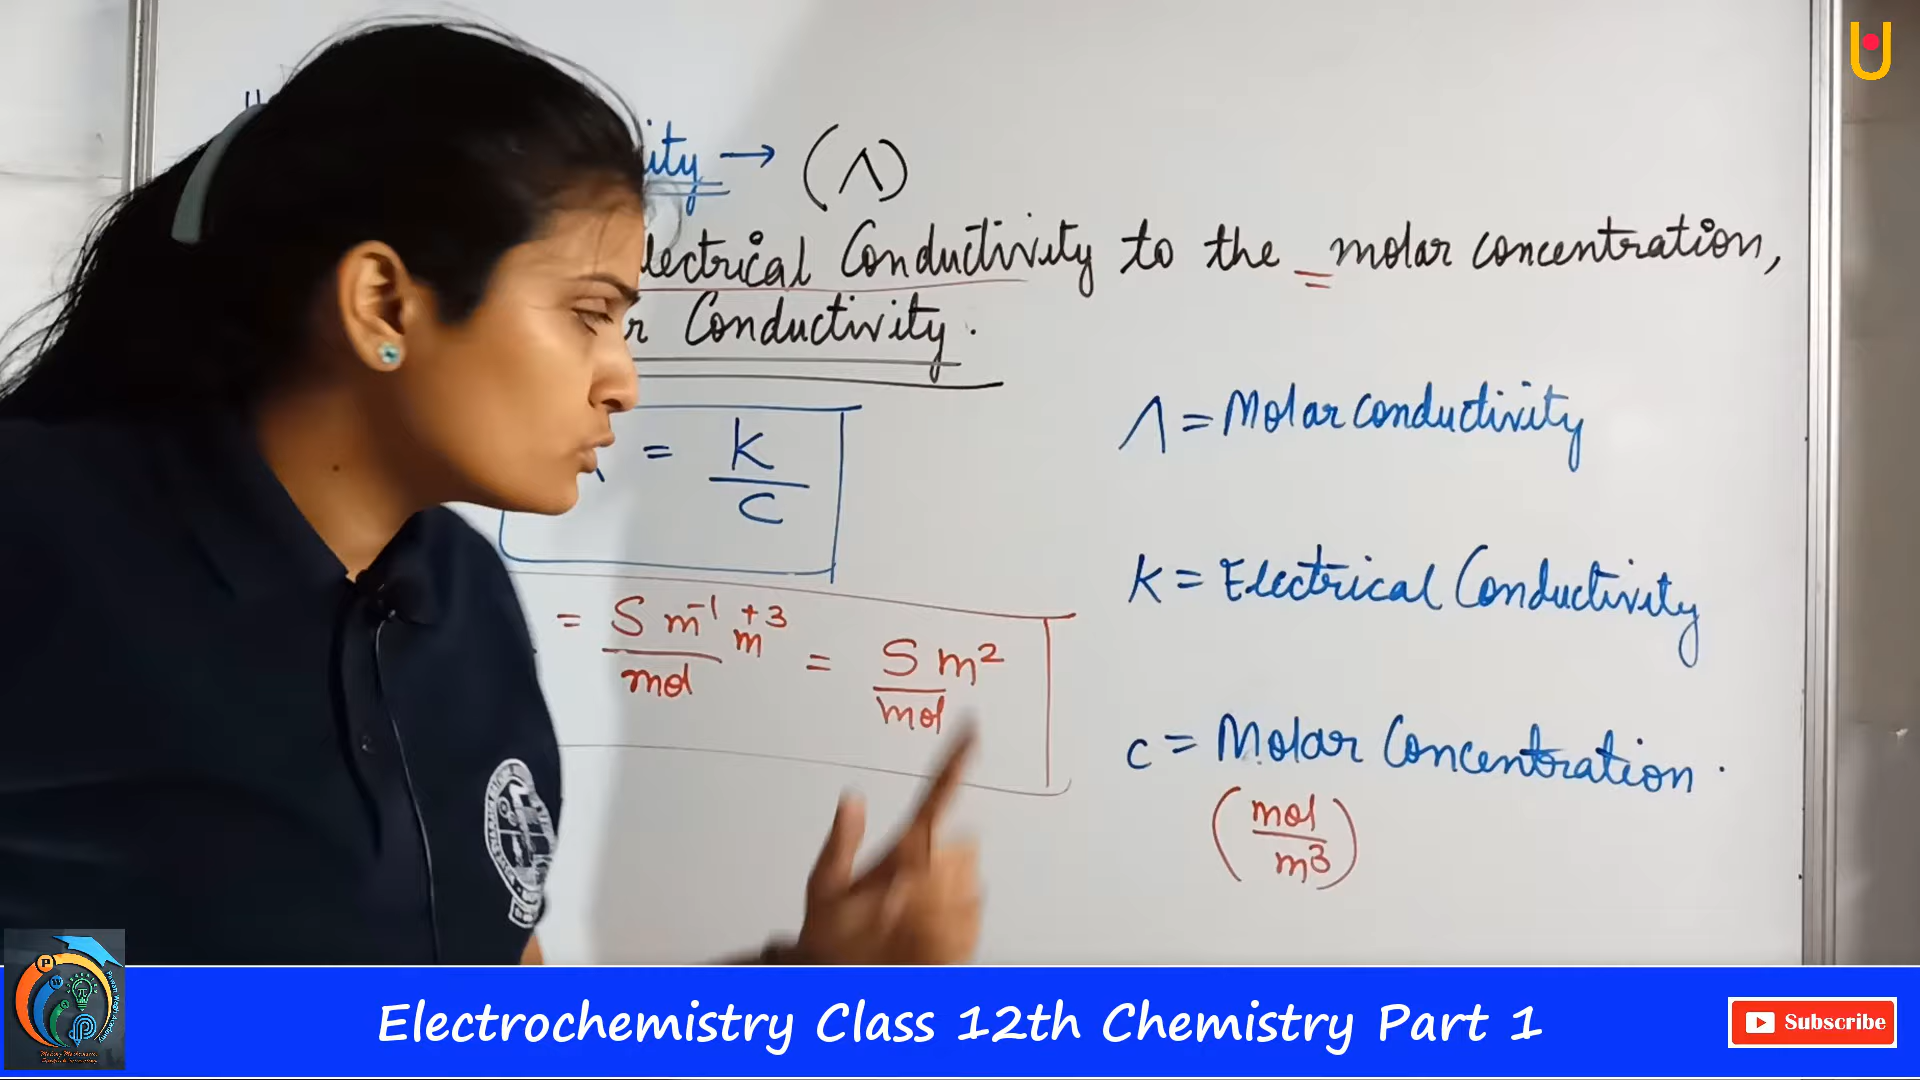 ity → (Λ)
lectrical Conductivity to the = molar concentration,
r Conductivity.
= K / C
Λ = Molar conductivity
K = Electrical Conductivity
= S m⁻¹ m⁺³ / mol = S m² / mol
C = Molar Concentration.
(mol / m³)
Electrochemistry Class 12th Chemistry Part 1
Subscribe